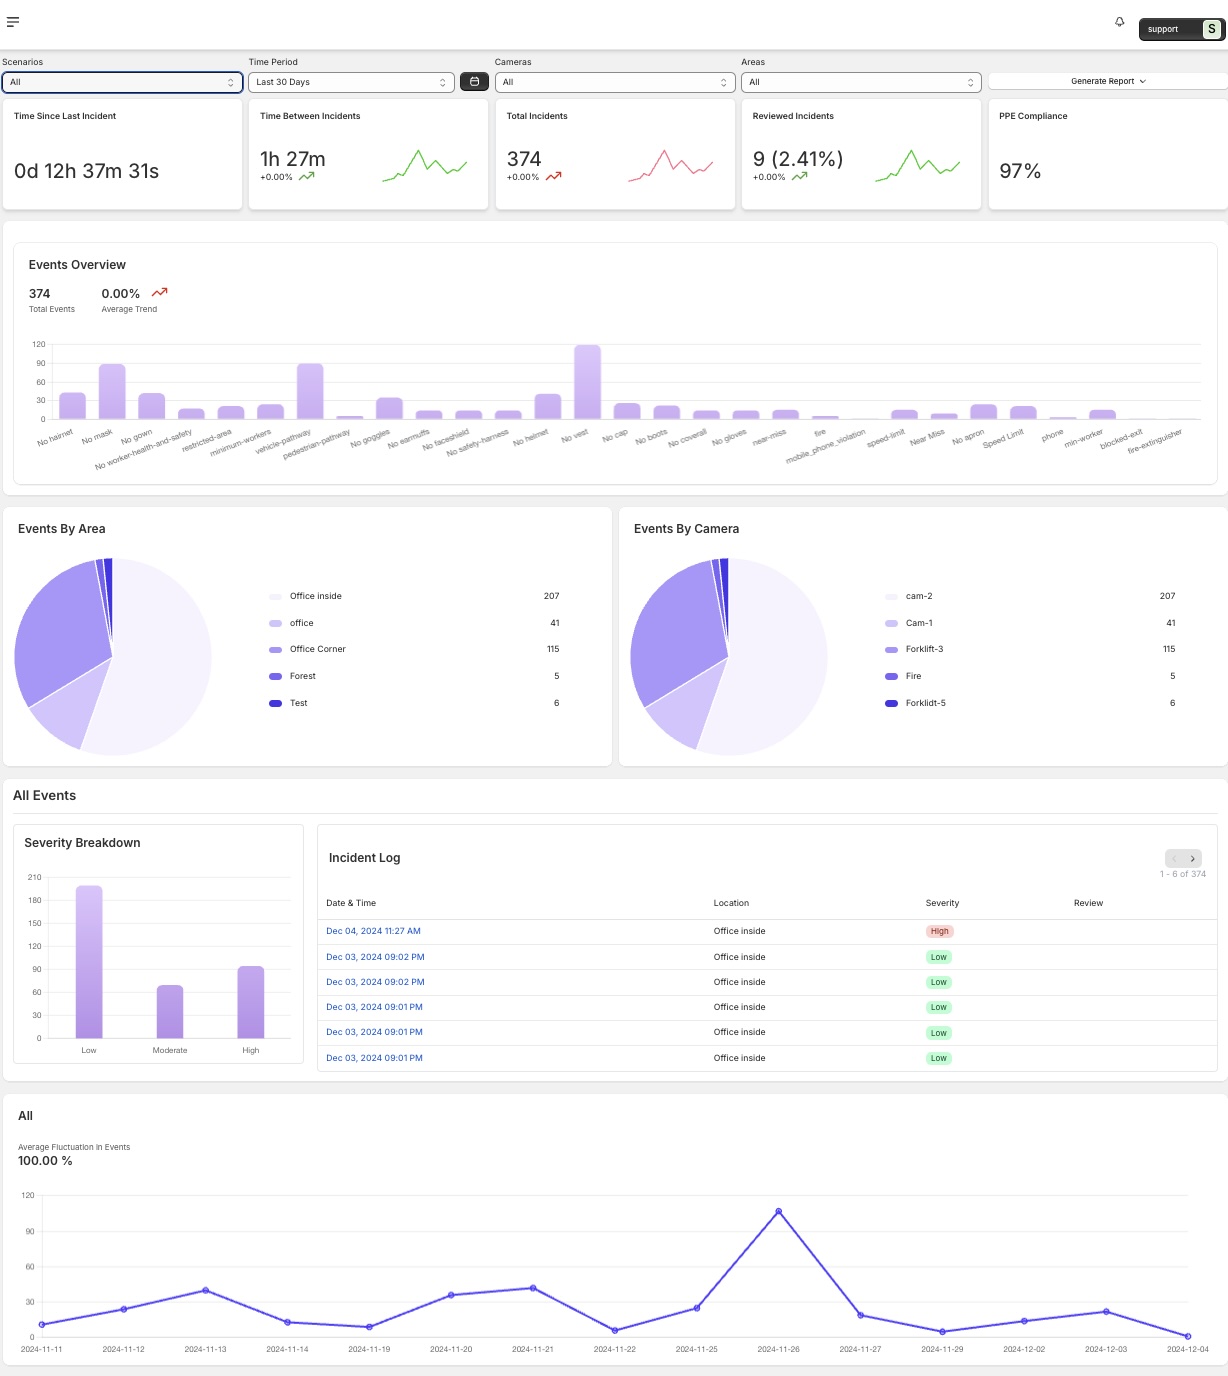 support S
Scenarios
Time Period
Cameras
Areas
All
Last 30 Days
All
All
Generate Report
Time Since Last Incident
0d 12h 37m 31s
Time Between Incidents
1h 27m
+0.00%
Total Incidents
374
+0.00%
Reviewed Incidents
9 (2.41%)
+0.00%
PPE Compliance
97%
Events Overview
374
Total Events
0.00%
Average Trend
120
90
60
30
0
No hairnet
No mask
No gown
No worker-health-and-safety
restricted-area
minimum-workers
vehicle-pathway
pedestrian-pathway
No goggles
No earmuffs
No faceshield
No safety-harness
No helmet
No vest
No cap
No boots
No coverall
No gloves
near-miss
fire
mobile_phone_violation
speed-limit
Near Miss
No apron
Speed Limit
phone
min-worker
blocked-exit
fire-extinguisher
Events By Area
Office inside 207
office 41
Office Corner 115
Forest 5
Test 6
Events By Camera
cam-2 207
Cam-1 41
Forklift-3 115
Fire 5
Forklidt-5 6
All Events
Severity Breakdown
210
180
150
120
90
60
30
0
Low Moderate High
Incident Log
1 - 6 of 374
Date & Time Location Severity Review
Dec 04, 2024 11:27 AM Office inside High
Dec 03, 2024 09:02 PM Office inside Low
Dec 03, 2024 09:02 PM Office inside Low
Dec 03, 2024 09:01 PM Office inside Low
Dec 03, 2024 09:01 PM Office inside Low
Dec 03, 2024 09:01 PM Office inside Low
All
Average Fluctuation in Events
100.00 %
120
90
60
30
0
2024-11-11 2024-11-12 2024-11-13 2024-11-14 2024-11-19 2024-11-20 2024-11-21 2024-11-22 2024-11-25 2024-11-26 2024-11-27 2024-11-29 2024-12-02 2024-12-03 2024-12-04